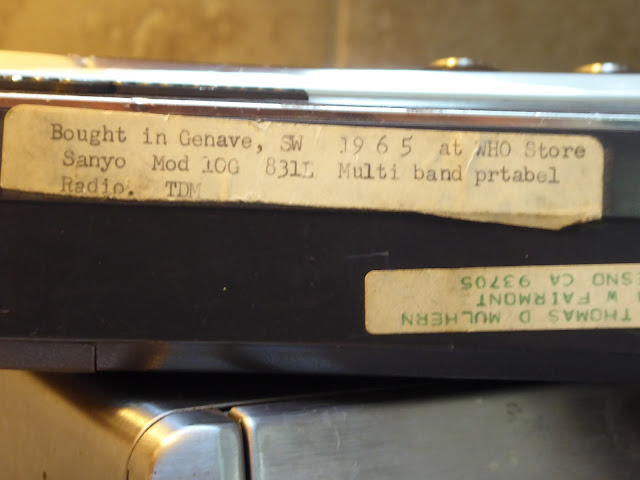 Bought in Genave, SW 1965 at WHO Store
Sanyo Mod 10G 831L Multi band prtabel
Radio. TDM
THOMAS D MULHERN
W FAIRMONT
ESNO CA 93705